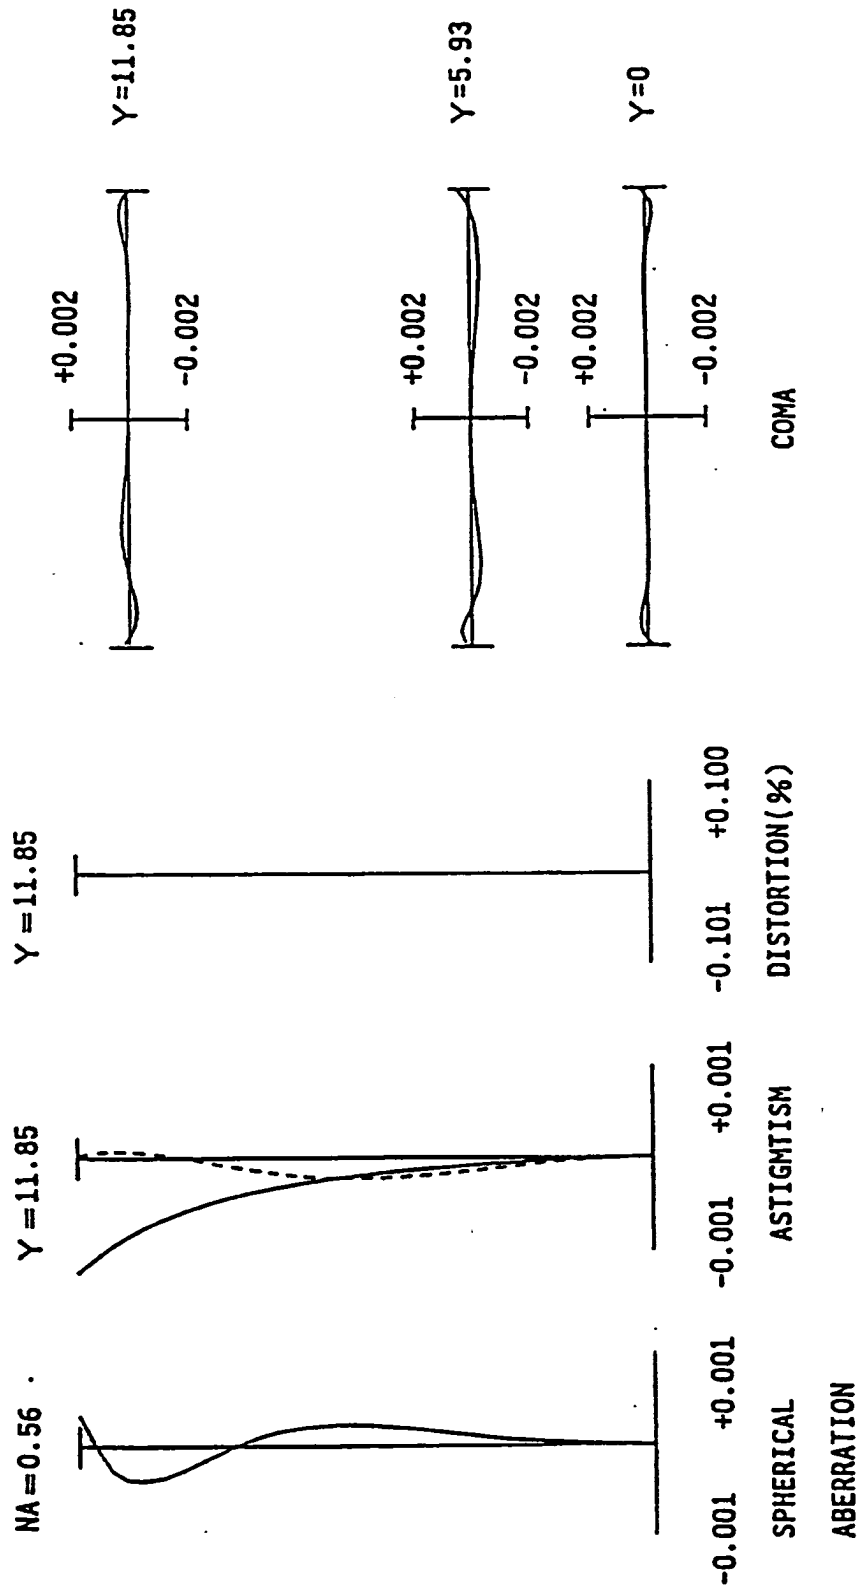 NA=0.56
-0.001 +0.001
SPHERICAL
ABERRATION
Y=11.85
-0.001 +0.001
ASTIGMTISM
Y=11.85
-0.101 +0.100
DISTORTION(%)
+0.002
-0.002
Y=11.85
+0.002
-0.002
Y=5.93
+0.002
-0.002
Y=0
COMA